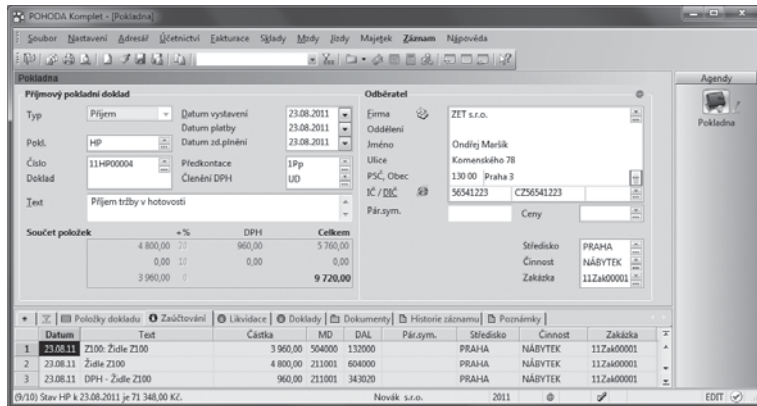 POHODA Komplet - [Pokladna]
Soubor Nastavení Adresář Účetnictví Fakturace Sklady Mzdy Jízdy Majetek Záznam Nápověda
Pokladna
Agendy
Pokladna
Příjmový pokladní doklad
Typ Příjem Datum vystavení 23.08.2011
Datum platby 23.08.2011
Pokl. HP Datum zd.plnění 23.08.2011
Číslo 11HP00004 Předkontace 1Pp
Doklad Členění DPH UD
Text Příjem tržby v hotovosti
Součet položek +% DPH Celkem
4 800,00 20 960,00 5 760,00
0,00 10 0,00 0,00
3 960,00 0 9 720,00
Odběratel
Firma ZET s.r.o.
Oddělení
Jméno Ondřej Maršík
Ulice Komenského 78
PSČ, Obec 130 00 Praha 3
IČ / DIČ 56541223 CZ56541223
Pár.sym. Ceny
Středisko PRAHA
Činnost NÁBYTEK
Zakázka 11Zak00001
Položky dokladu Zaúčtování Likvidace Doklady Dokumenty Historie záznamu Poznámky
Datum Text Částka MD DAL Pár.sym. Středisko Činnost Zakázka
1 23.08.11 Z100: Židle Z100 3 960,00 504000 132000 PRAHA NÁBYTEK 11Zak00001
2 23.08.11 Židle Z100 4 800,00 211001 604000 PRAHA NÁBYTEK 11Zak00001
3 23.08.11 DPH - Židle Z100 960,00 211001 343020 PRAHA NÁBYTEK 11Zak00001
(9/10) Stav HP k 23.08.2011 je 71 348,00 Kč. Novák s.r.o. 2011 @ EDIT